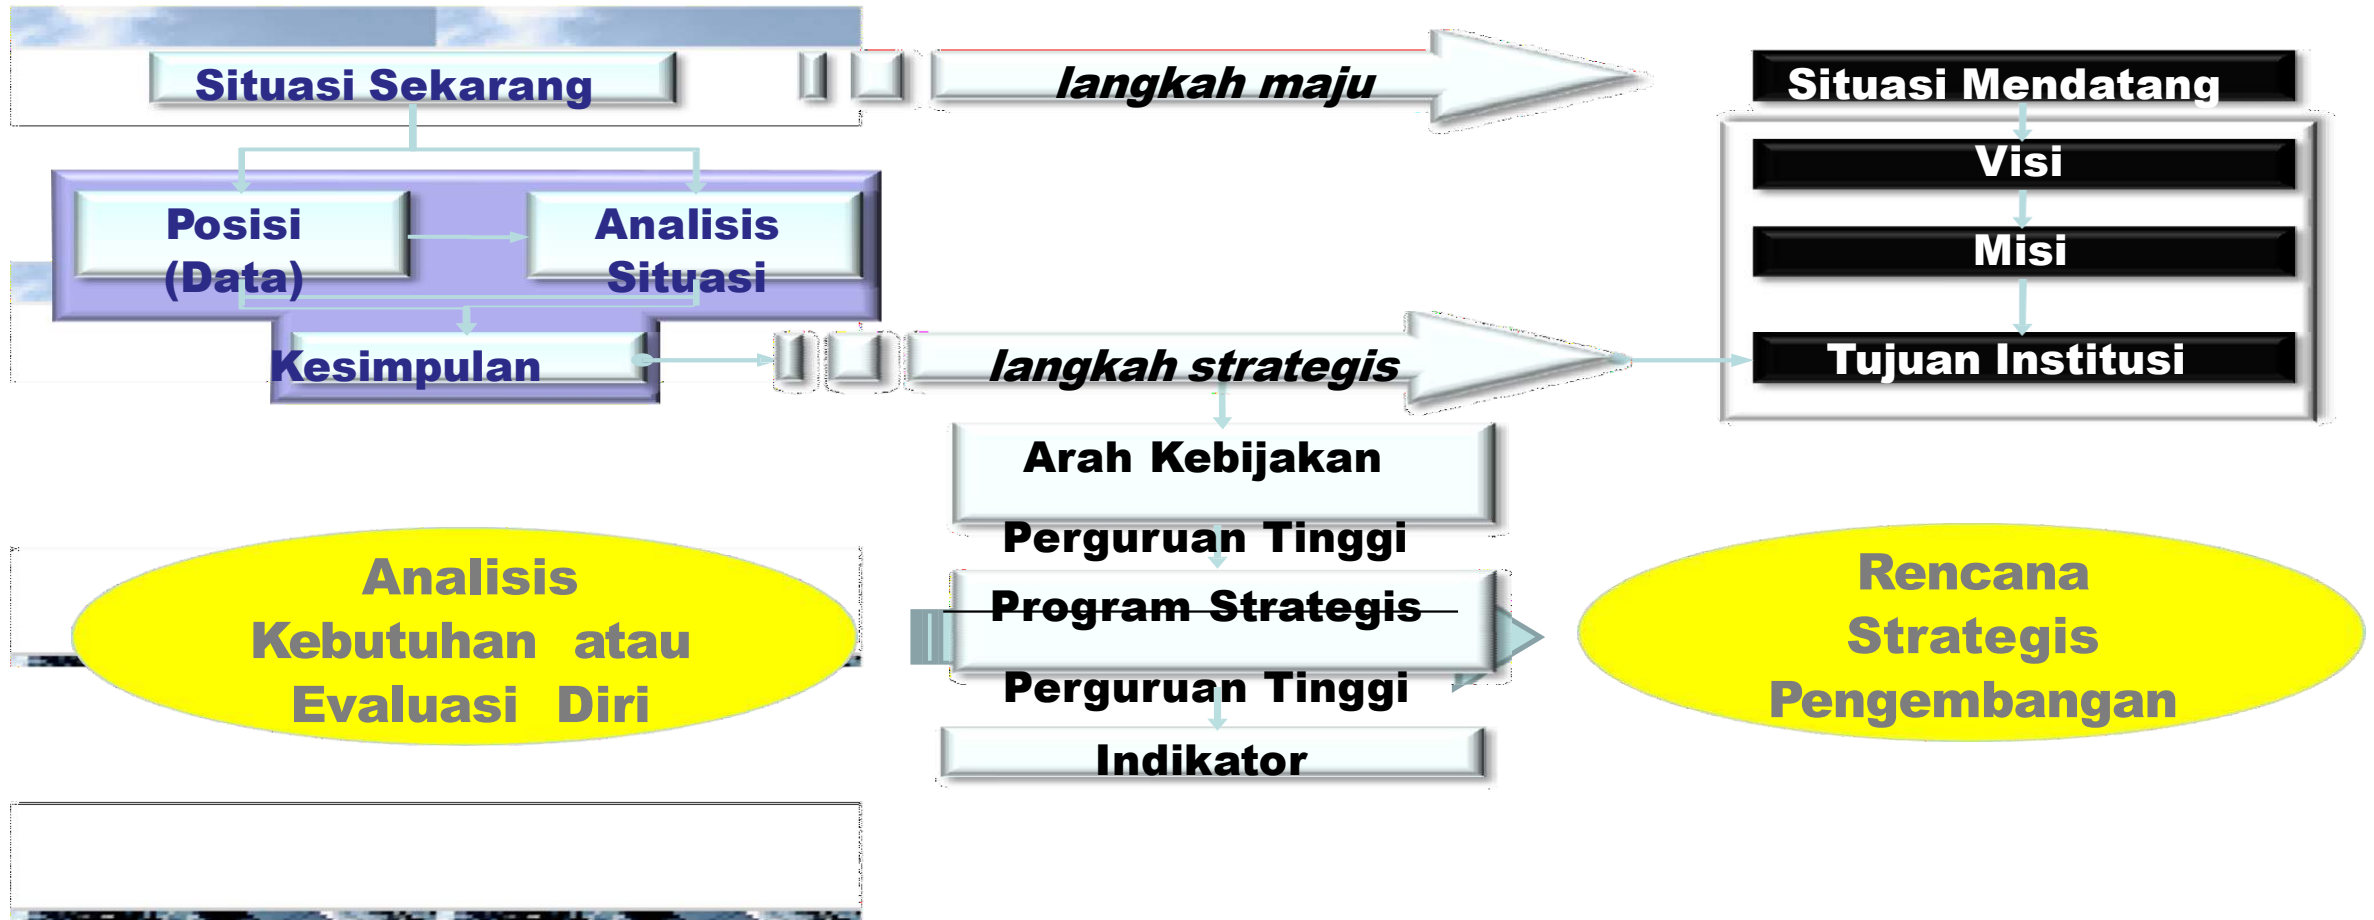 Situasi Sekarang
langkah maju
Situasi Mendatang
Visi
Misi
Tujuan Institusi
Posisi
(Data)
Analisis
Situasi
Kesimpulan
langkah strategis
Arah Kebijakan
Perguruan Tinggi
Program Strategis
Perguruan Tinggi
Indikator
Analisis
Kebutuhan atau
Evaluasi Diri
Rencana
Strategis
Pengembangan